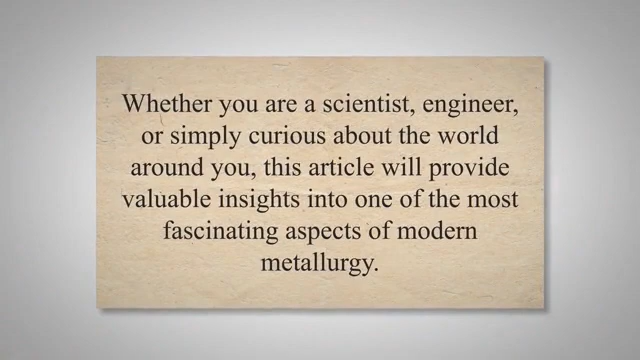 Whether you are a scientist, engineer,
or simply curious about the world
around you, this article will provide
valuable insights into one of the most
fascinating aspects of modern
metallurgy.